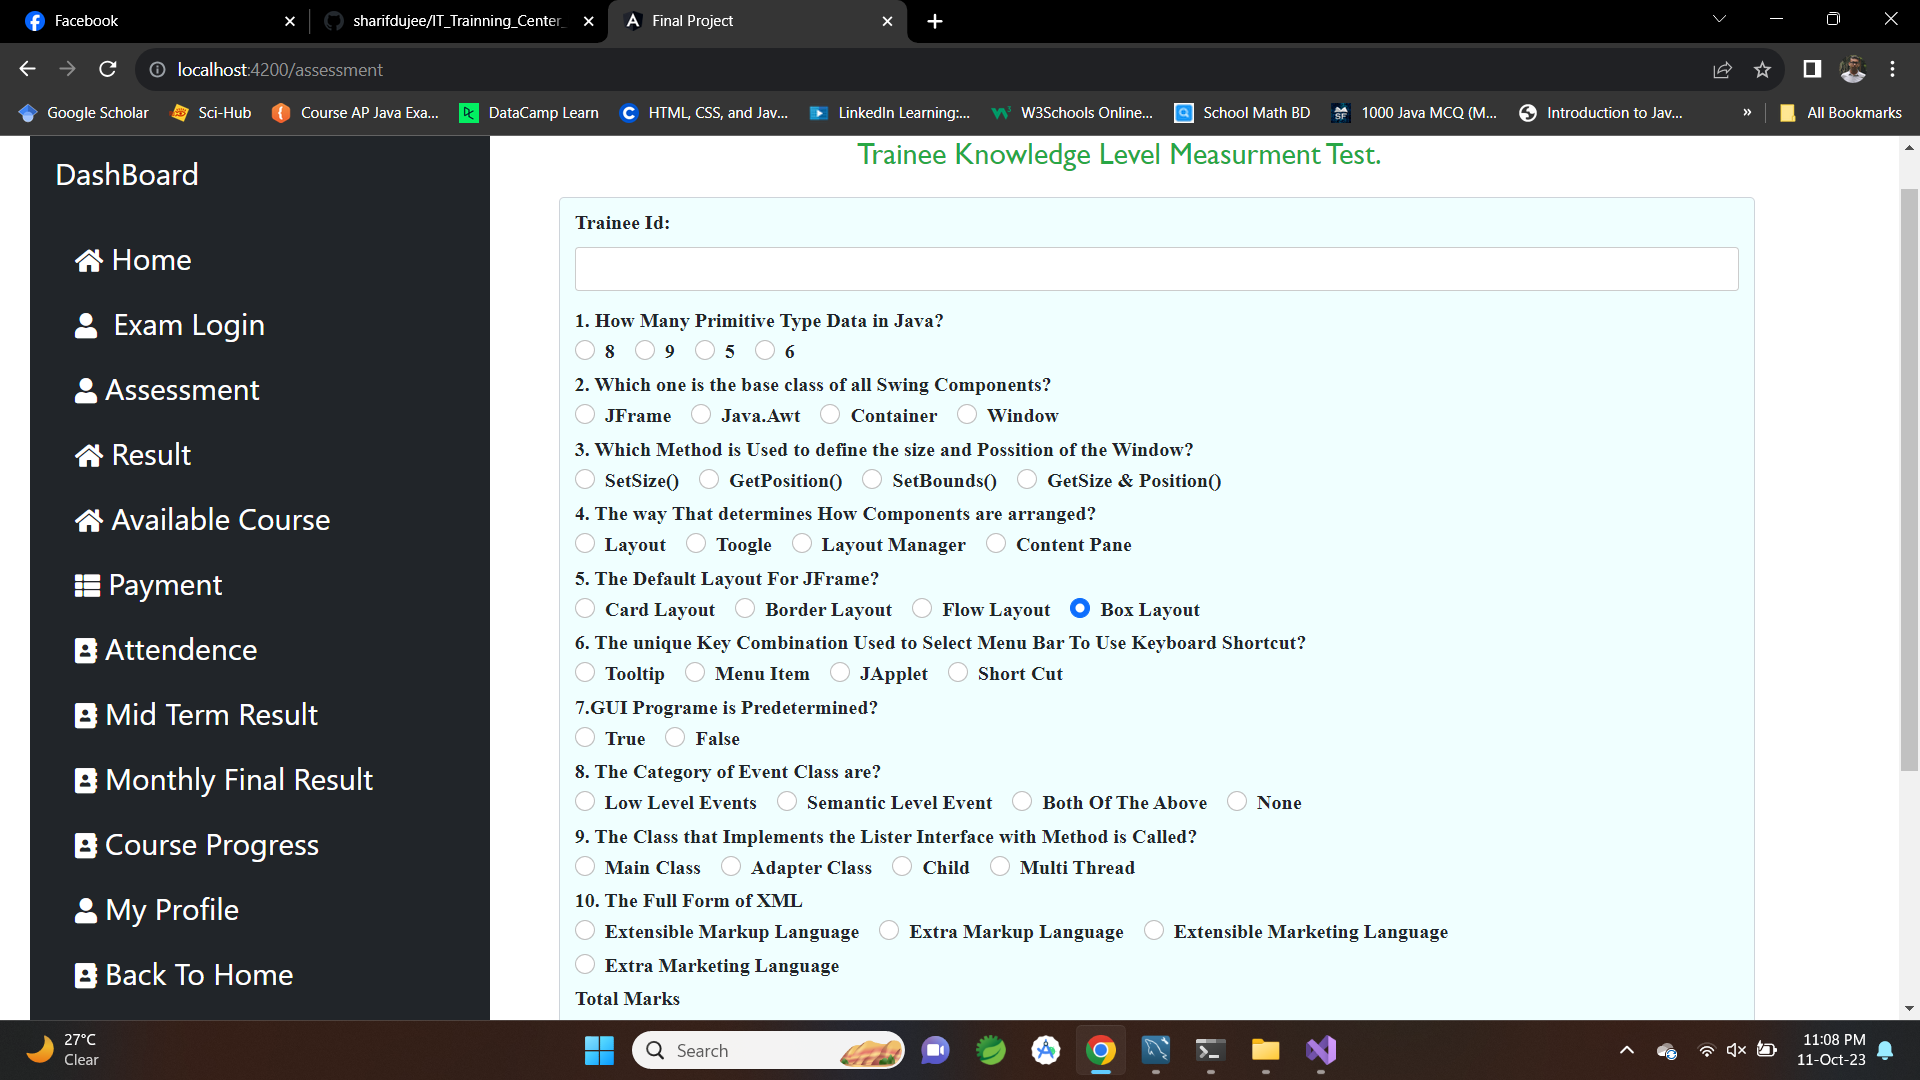 Facebook
sharifdujee/IT_Trainning_Center_
Final Project
localhost:4200/assessment
Google Scholar
Sci-Hub
Course AP Java Exa...
DataCamp Learn
HTML, CSS, and Jav...
LinkedIn Learning:...
W3Schools Online...
School Math BD
1000 Java MCQ (M...
Introduction to Jav...
»
All Bookmarks
DashBoard
Home
Exam Login
Assessment
Result
Available Course
Payment
Attendence
Mid Term Result
Monthly Final Result
Course Progress
My Profile
Back To Home
Trainee Knowledge Level Measurment Test.
Trainee Id:
1. How Many Primitive Type Data in Java?
8 9 5 6
2. Which one is the base class of all Swing Components?
JFrame Java.Awt Container Window
3. Which Method is Used to define the size and Possition of the Window?
SetSize() GetPosition() SetBounds() GetSize & Position()
4. The way That determines How Components are arranged?
Layout Toogle Layout Manager Content Pane
5. The Default Layout For JFrame?
Card Layout Border Layout Flow Layout Box Layout
6. The unique Key Combination Used to Select Menu Bar To Use Keyboard Shortcut?
Tooltip Menu Item JApplet Short Cut
7.GUI Programe is Predetermined?
True False
8. The Category of Event Class are?
Low Level Events Semantic Level Event Both Of The Above None
9. The Class that Implements the Lister Interface with Method is Called?
Main Class Adapter Class Child Multi Thread
10. The Full Form of XML
Extensible Markup Language Extra Markup Language Extensible Marketing Language
Extra Marketing Language
Total Marks
27°C
Clear
Search
11:08 PM
11-Oct-23